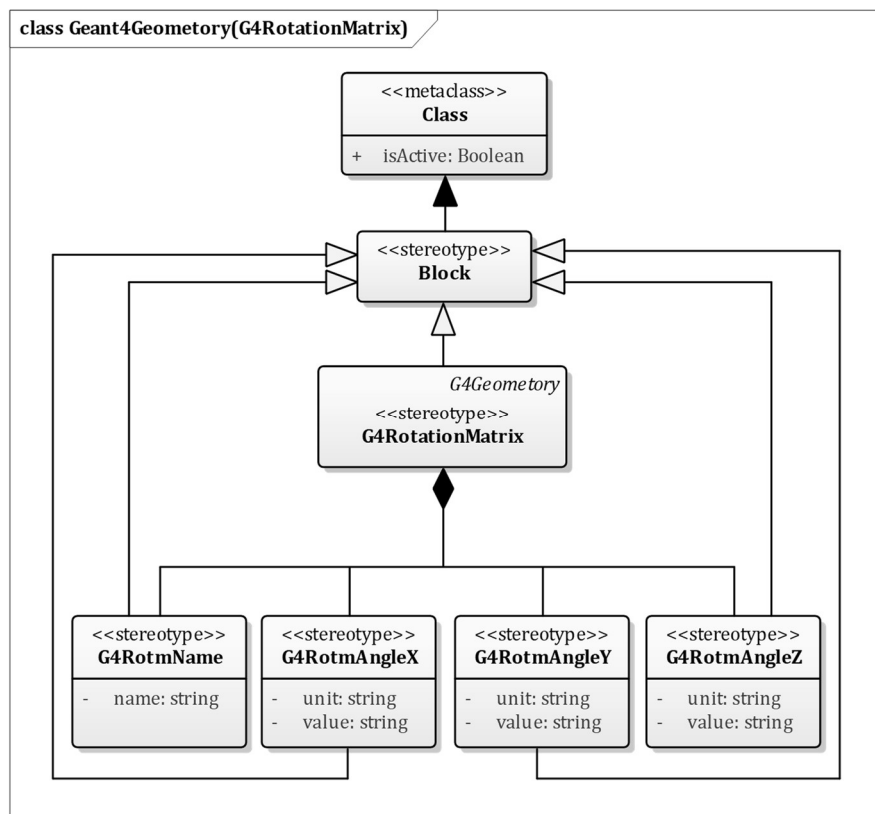 class Geant4Geometory(G4RotationMatrix)
<<metaclass>>
Class
+ isActive: Boolean
<<stereotype>>
Block
G4Geometory
<<stereotype>>
G4RotationMatrix
<<stereotype>>
G4RotmName
- name: string
<<stereotype>>
G4RotmAngleX
- unit: string
- value: string
<<stereotype>>
G4RotmAngleY
- unit: string
- value: string
<<stereotype>>
G4RotmAngleZ
- unit: string
- value: string